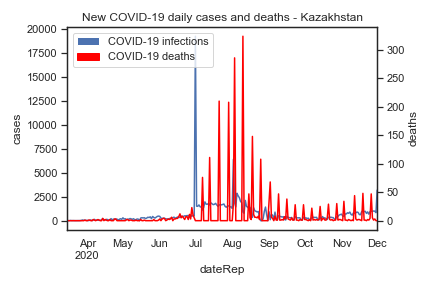 New COVID-19 daily cases and deaths - Kazakhstan
COVID-19 infections
COVID-19 deaths
20000
17500
15000
12500
10000
7500
5000
2500
0
cases
300
250
200
150
100
50
0
deaths
Apr May Jun Jul Aug Sep Oct Nov Dec
2020
dateRep